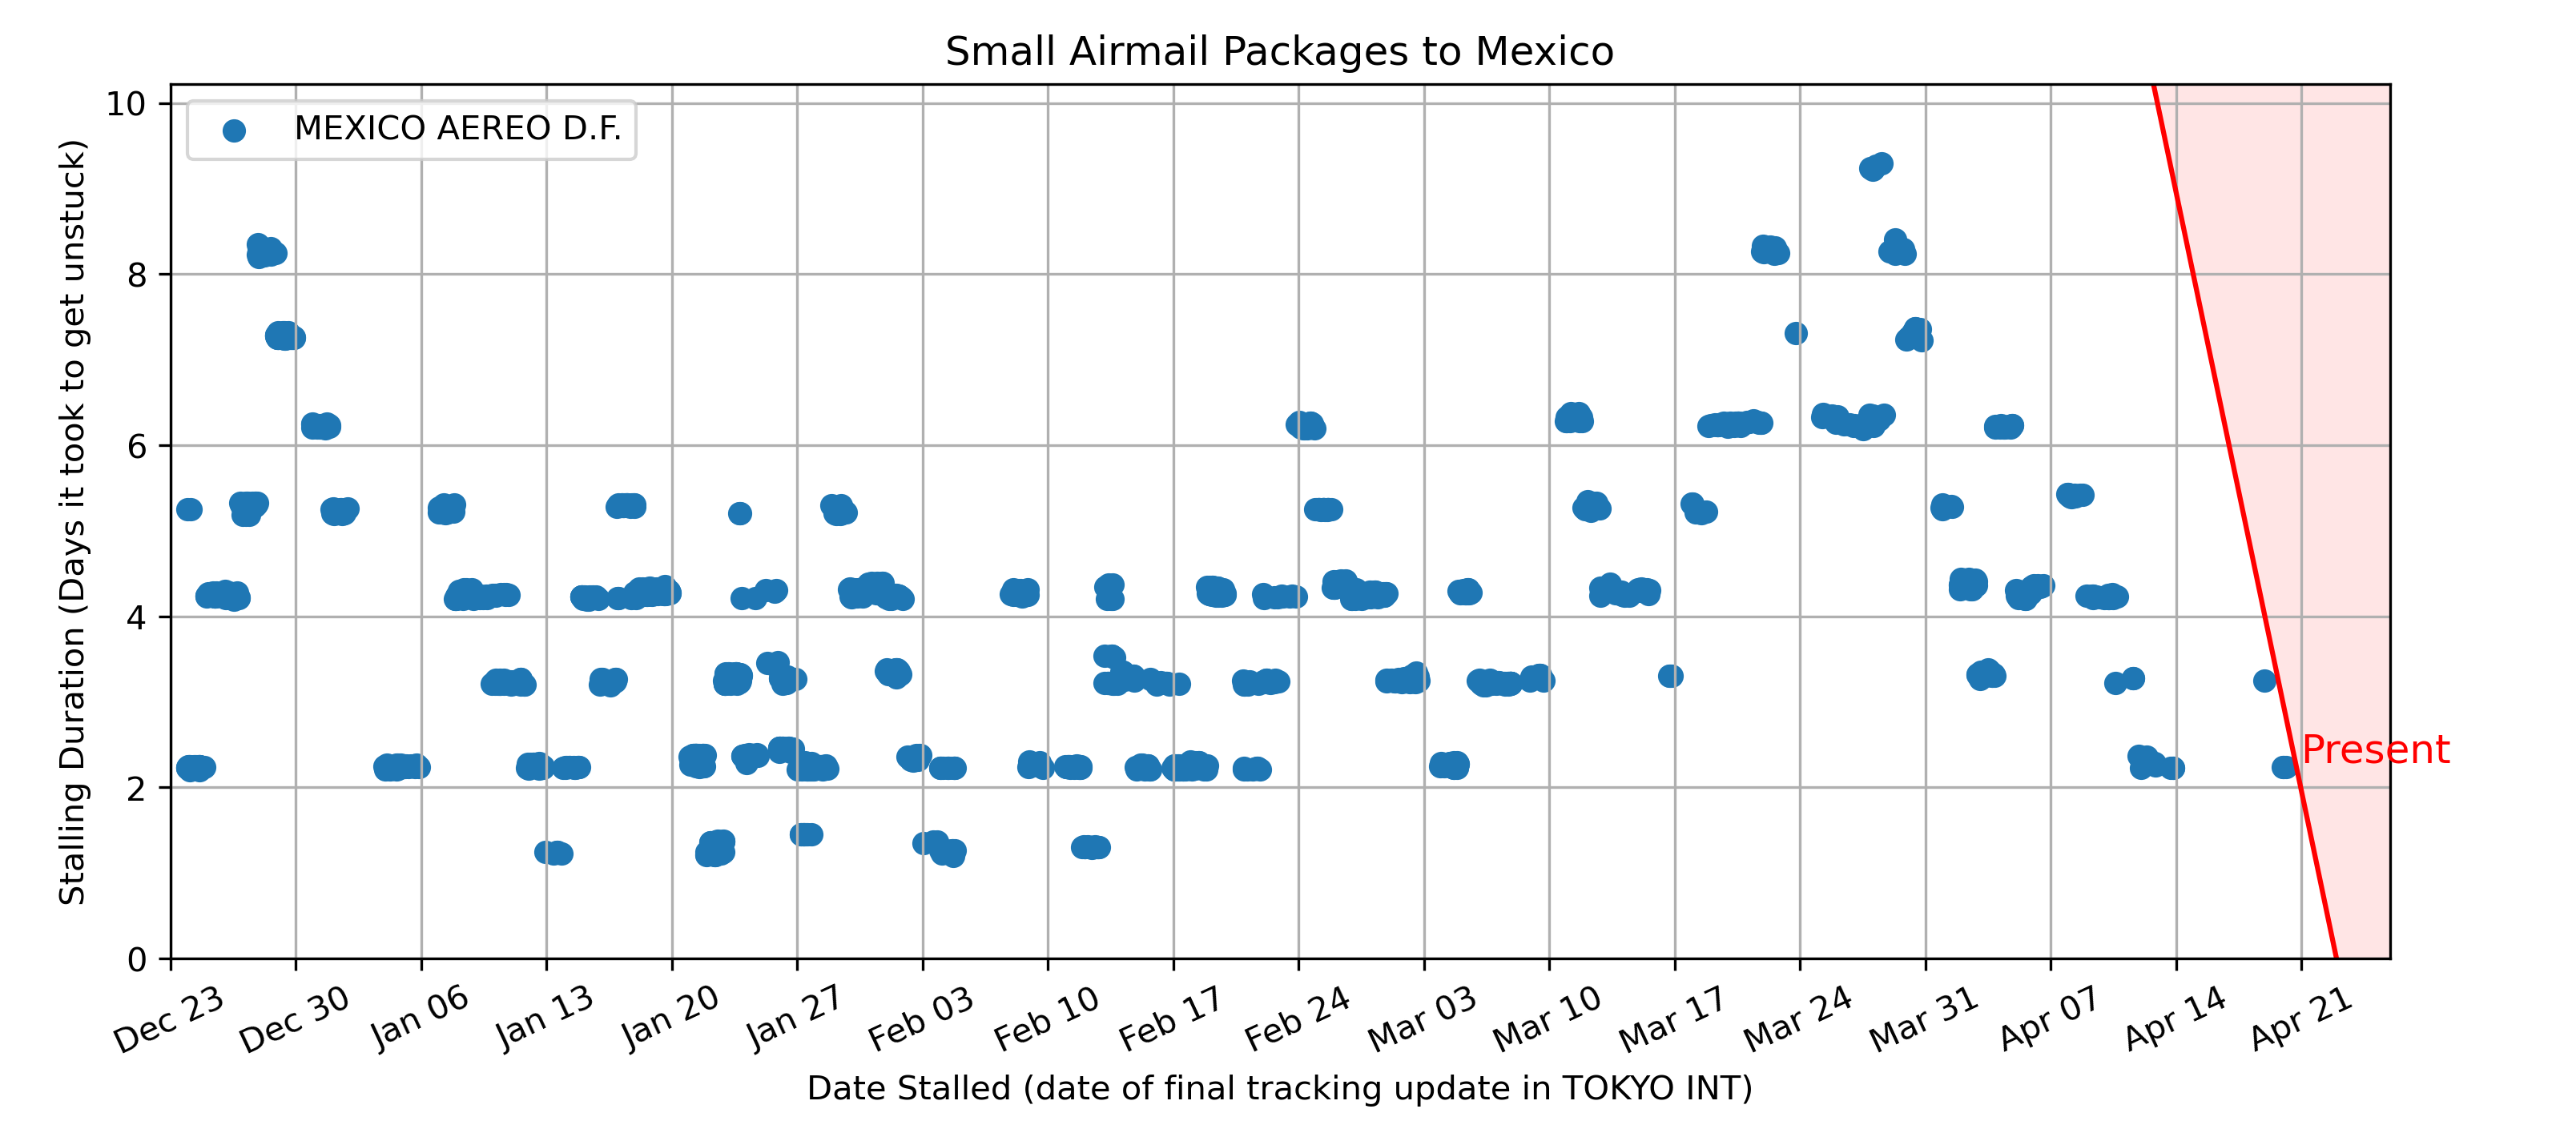 Small Airmail Packages to Mexico
MEXICO AEREO D.F.
Stalling Duration (Days it took to get unstuck)
10
8
6
4
2
0
Present
Dec 23
Dec 30
Jan 06
Jan 13
Jan 20
Jan 27
Feb 03
Feb 10
Feb 17
Feb 24
Mar 03
Mar 10
Mar 17
Mar 24
Mar 31
Apr 07
Apr 14
Apr 21
Date Stalled (date of final tracking update in TOKYO INT)